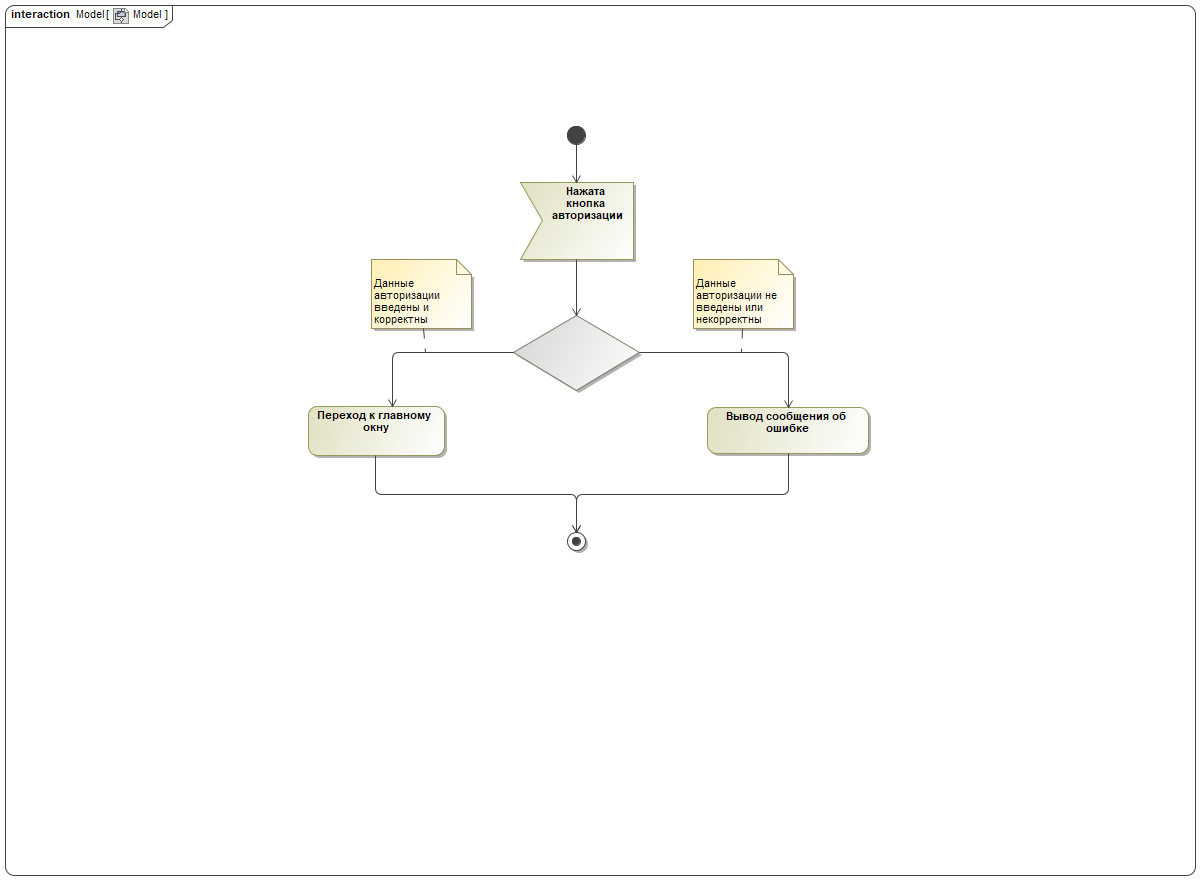 interaction Model[ Model ]
Нажата
кнопка
авторизации
Данные
авторизации
введены и
корректны
Данные
авторизации не
введены или
некорректны
Переход к главному
окну
Вывод сообщения об
ошибке